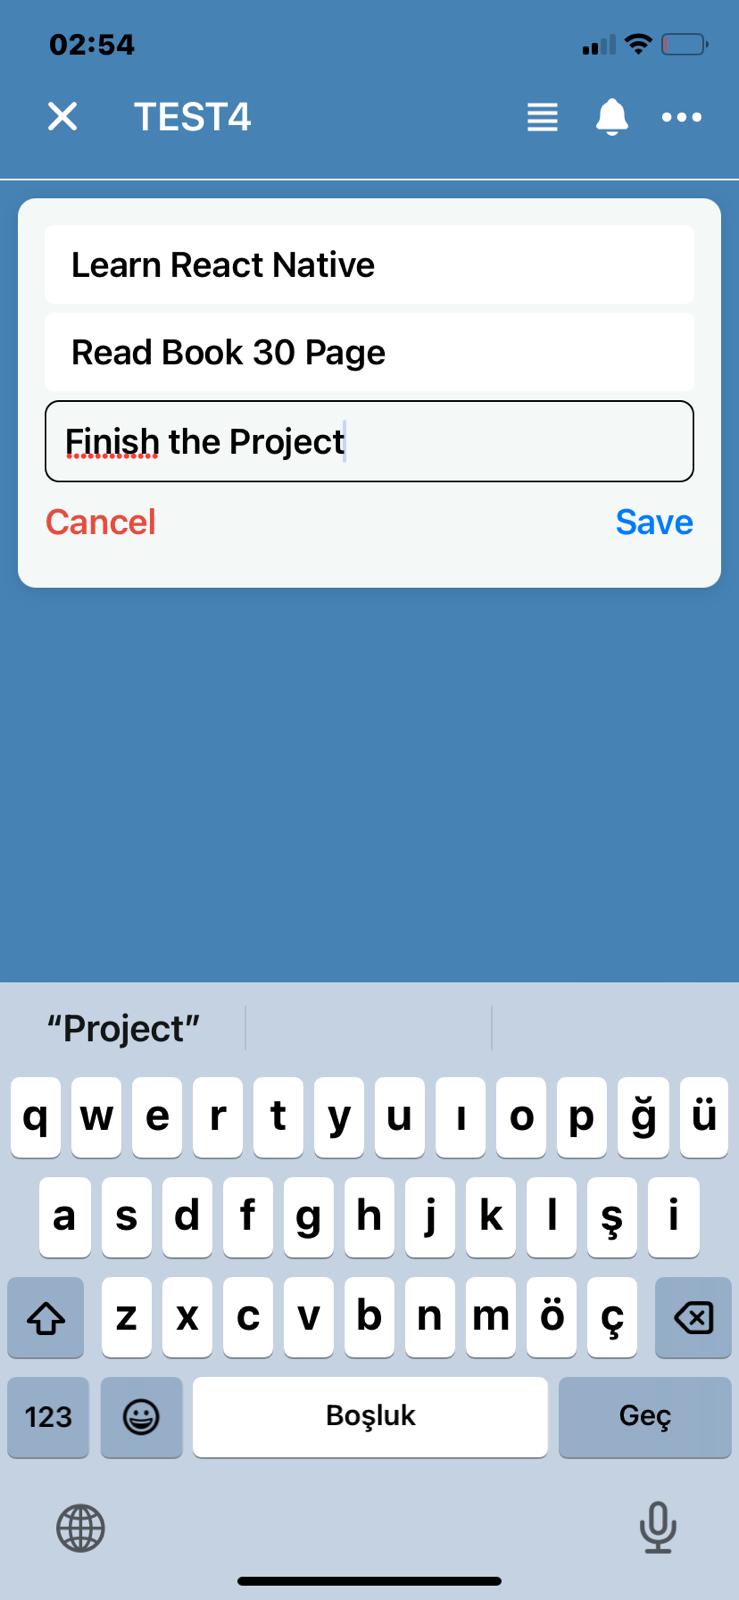 02:54
TEST4
Learn React Native
Read Book 30 Page
Finish the Project
Cancel Save
“Project”
q w e r t y u ı o p ğ ü
a s d f g h j k l ş i
z x c v b n m ö ç
123 Boşluk Geç